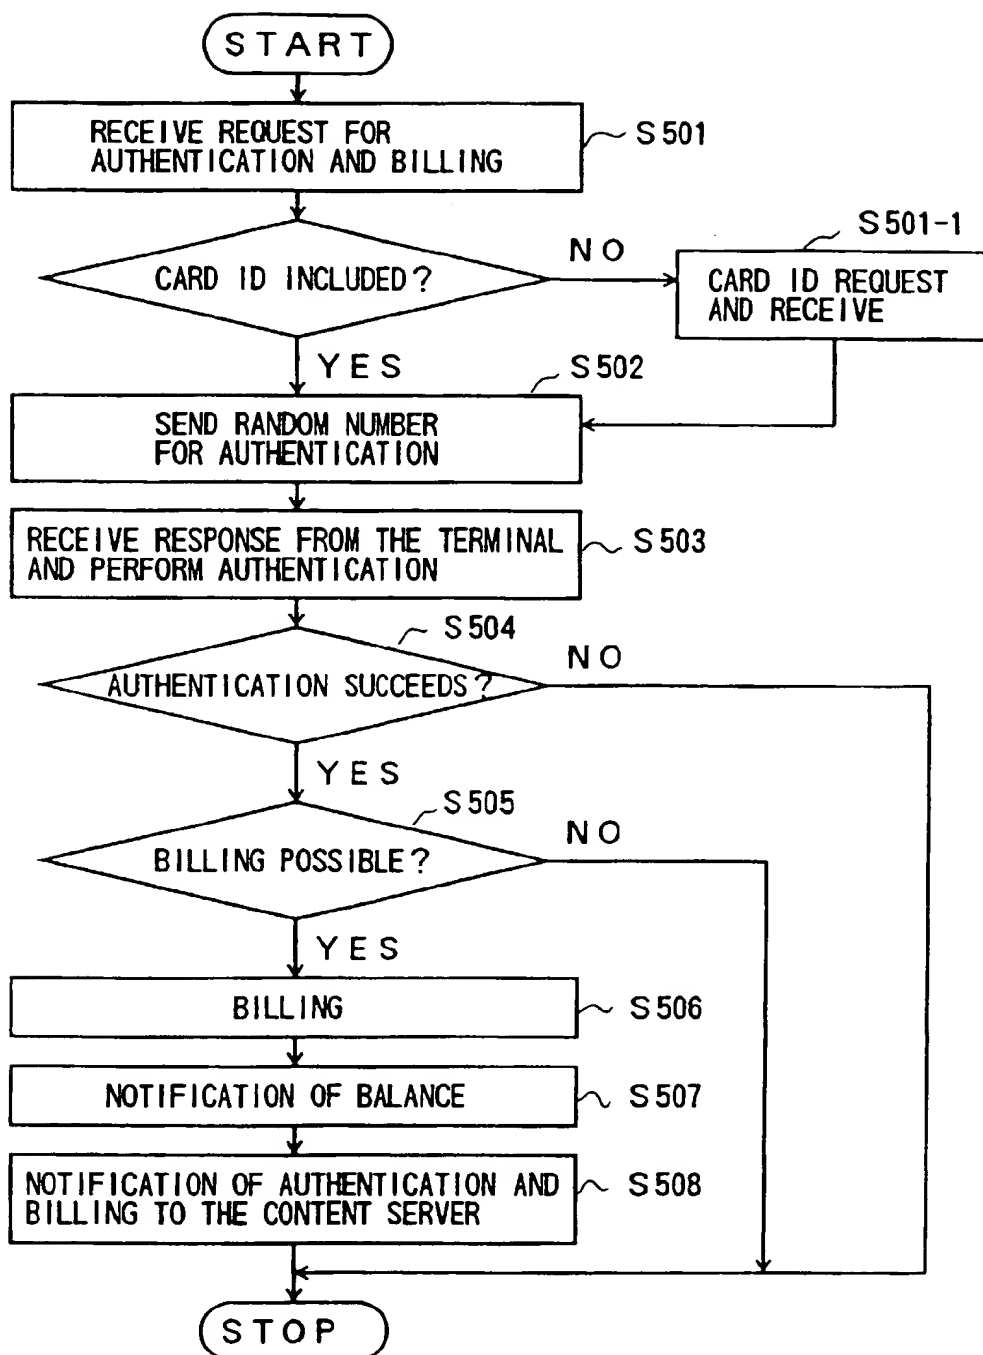 START
RECEIVE REQUEST FOR
AUTHENTICATION AND BILLING
S501
CARD ID INCLUDED?
NO
S501-1
CARD ID REQUEST
AND RECEIVE
YES
S502
SEND RANDOM NUMBER
FOR AUTHENTICATION
RECEIVE RESPONSE FROM THE TERMINAL
AND PERFORM AUTHENTICATION
S503
S504
AUTHENTICATION SUCCEEDS?
NO
YES
S505
BILLING POSSIBLE?
NO
YES
BILLING
S506
NOTIFICATION OF BALANCE
S507
NOTIFICATION OF AUTHENTICATION AND
BILLING TO THE CONTENT SERVER
S508
STOP